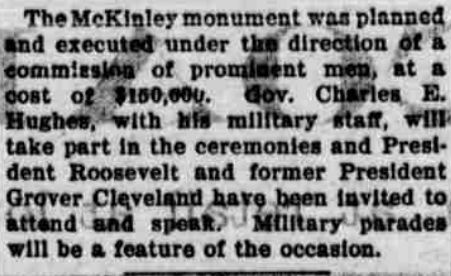 The McKinley monument was planned
and executed under the direction of a
commission of prominent men, at a
cost of $150,000. Gov. Charles E.
Hughes, with his military staff, will
take part in the ceremonies and Presi-
dent Roosevelt and former President
Grover Cleveland have been invited to
attend and speak. Military parades
will be a feature of the occasion.